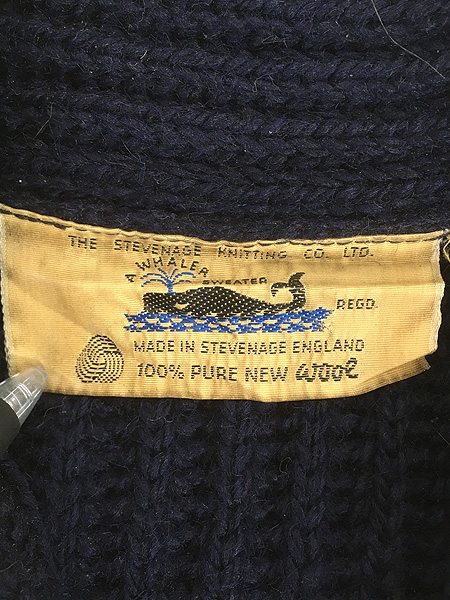 THE STEVENAGE KNITTING CO. LTD.
A WHALER
SWEATER
REGD.
MADE IN STEVENAGE ENGLAND
100% PURE NEW wool